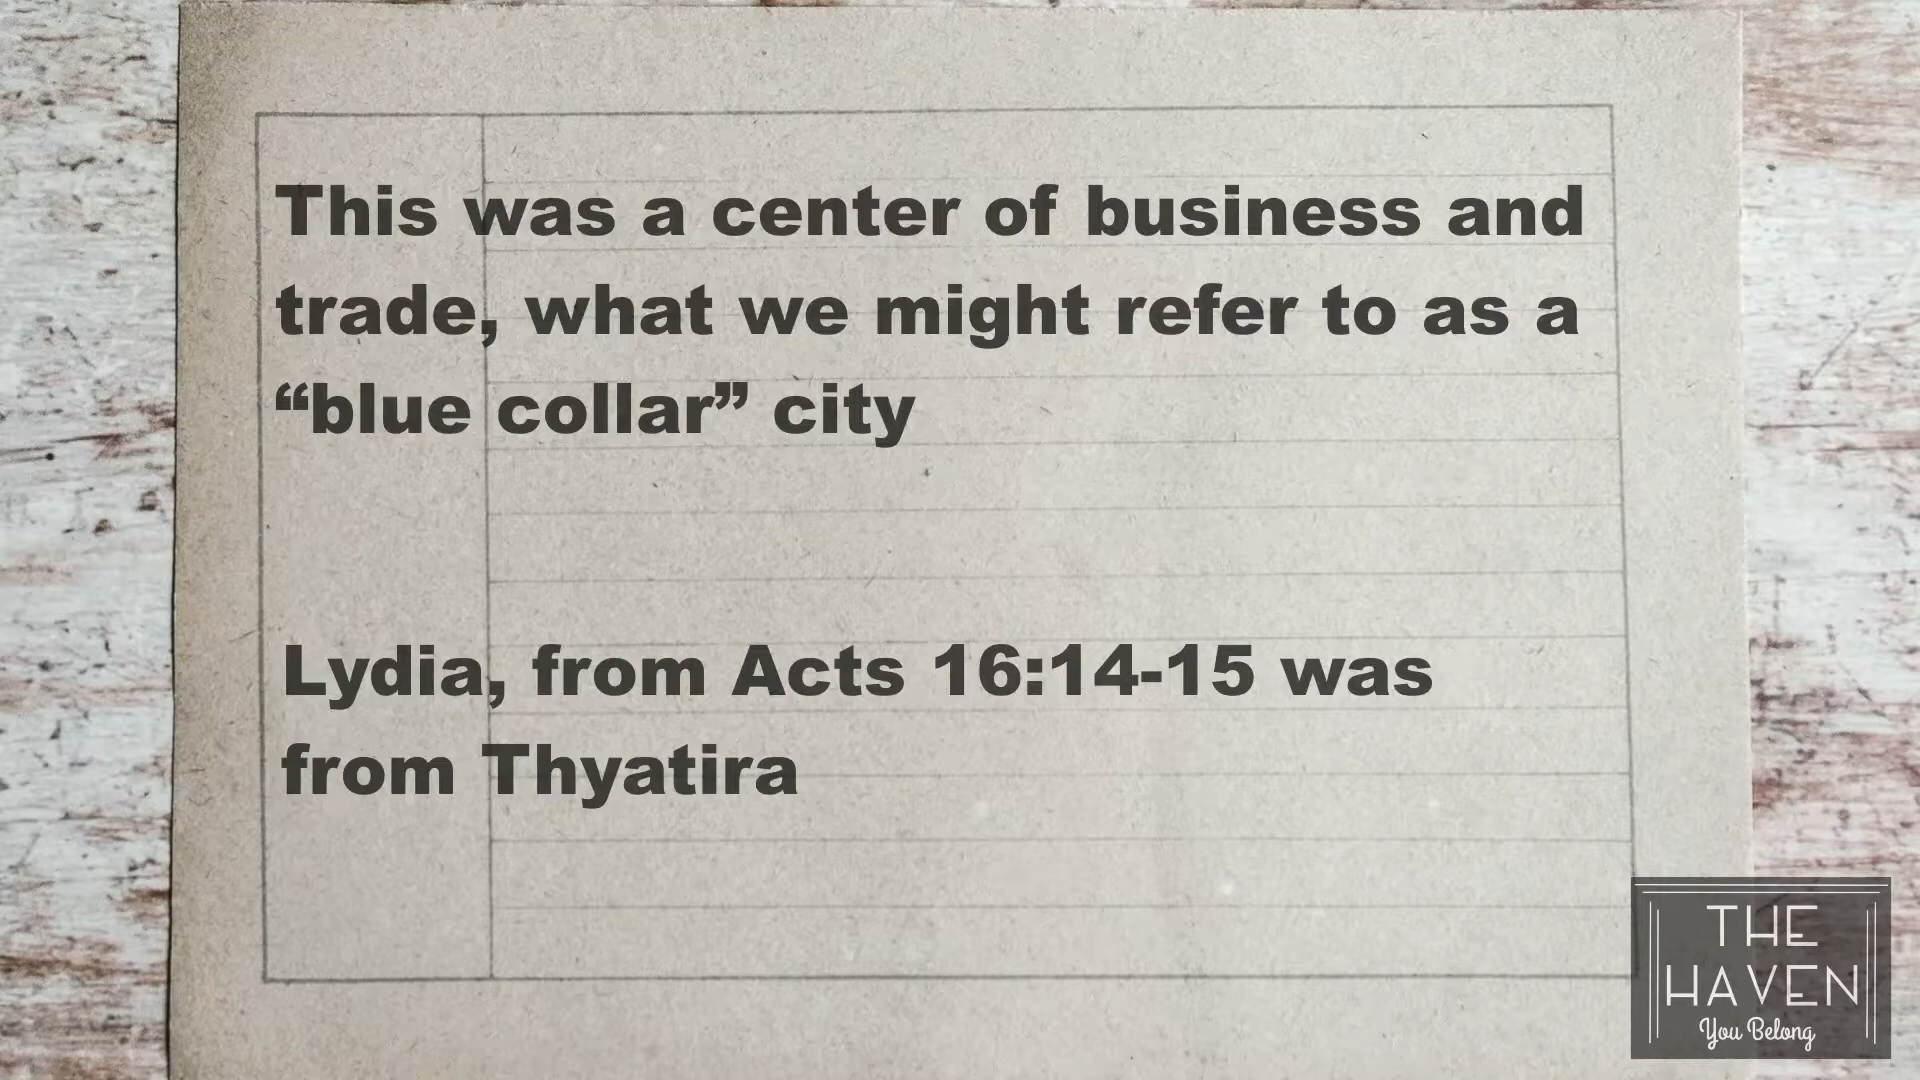 This was a center of business and
trade, what we might refer to as a
“blue collar” city
Lydia, from Acts 16:14-15 was
from Thyatira
THE
HAVEN
You Belong